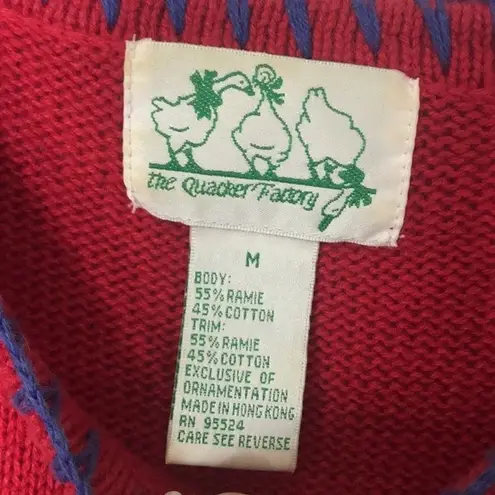 the Quacker Factory
M
BODY:
55% RAMIE
45% COTTON
TRIM:
55% RAMIE
45% COTTON
EXCLUSIVE OF
ORNAMENTATION
MADE IN HONG KONG
RN 95524
CARE SEE REVERSE